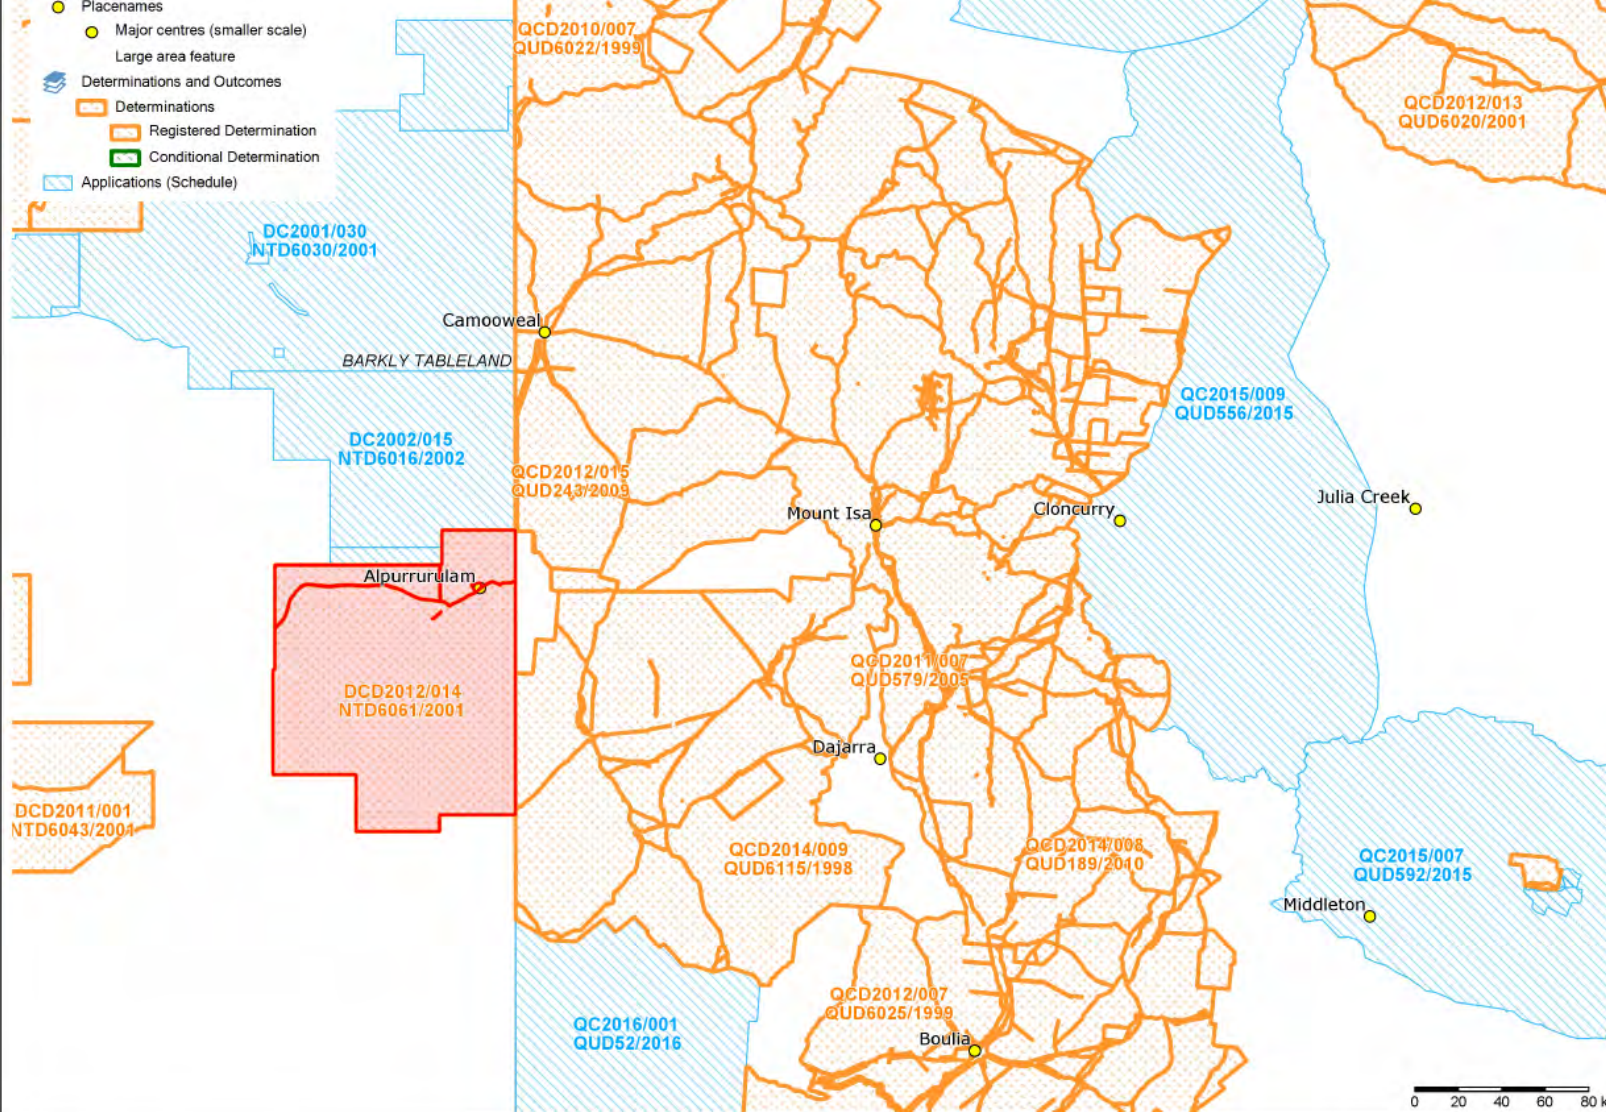 Placenames
Major centres (smaller scale)
Large area feature
Determinations and Outcomes
Determinations
Registered Determination
Conditional Determination
Applications (Schedule)
QCD2010/007
QUD6022/1999
QCD2012/013
QUD6020/2001
DC2001/030
NTD6030/2001
Camooweal
BARKLY TABLELAND
QC2015/009
QUD556/2015
DC2002/015
NTD6016/2002
QCD2012/015
QUD243/2009
Mount Isa
Cloncurry
Julia Creek
Alpurrurulam
DCD2012/014
NTD6061/2001
QCD2011/007
QUD579/2005
Dajarra
DCD2011/001
NTD6043/2001
QCD2014/009
QUD6115/1998
QCD2014/008
QUD189/2010
QC2015/007
QUD592/2015
Middleton
QCD2012/007
QUD6025/1999
QC2016/001
QUD52/2016
Boulia
0 20 40 60 80 k